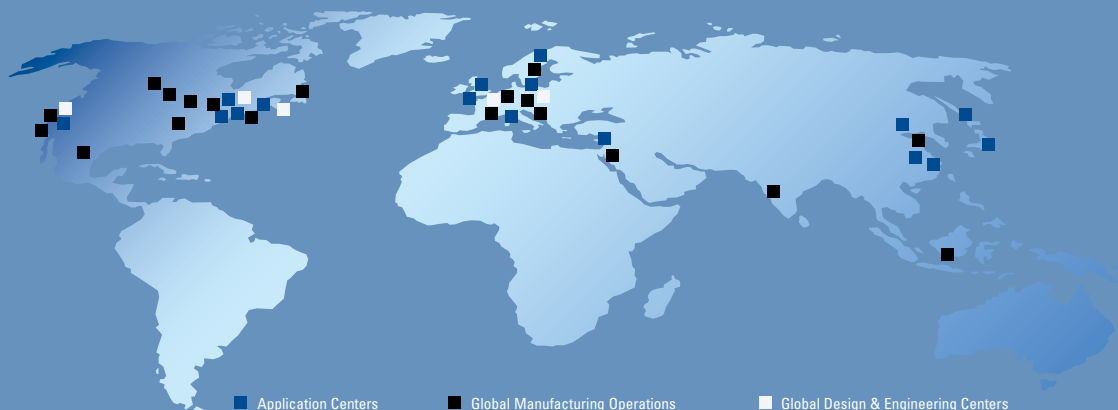 Application Centers
Global Manufacturing Operations
Global Design & Engineering Centers